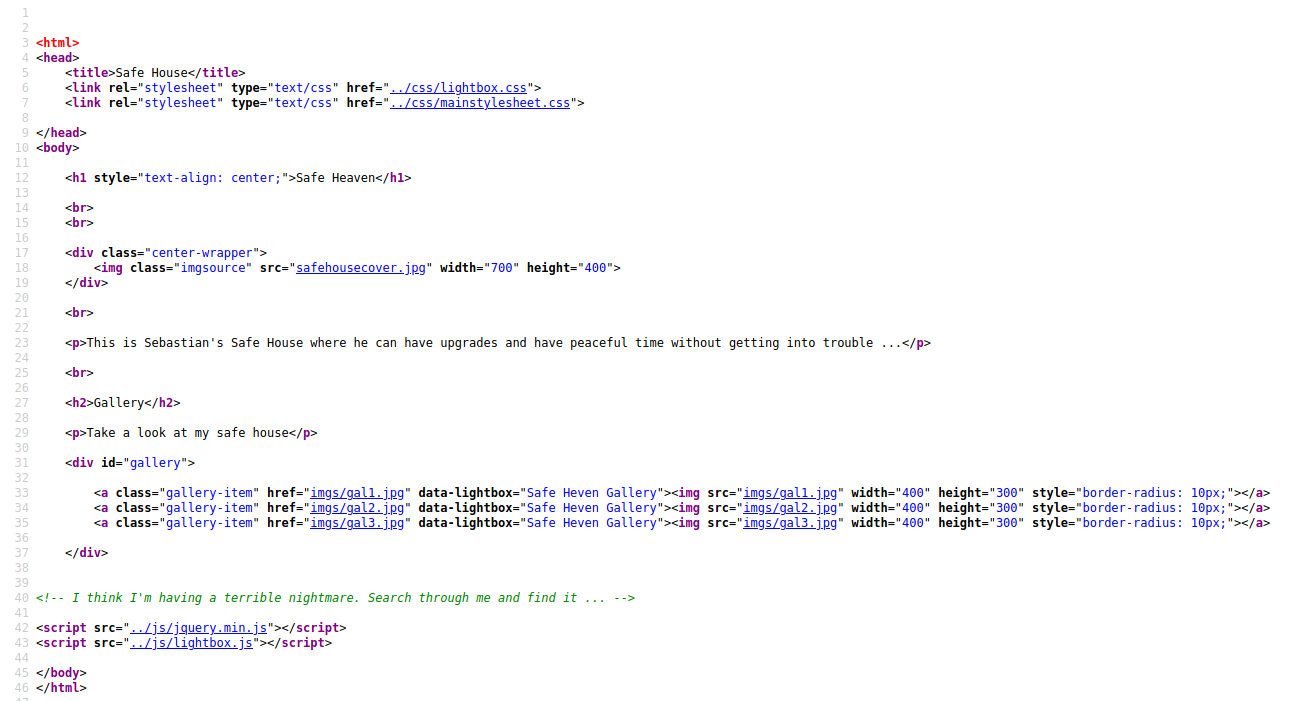 1
2
3 <html>
4 <head>
5 <title>Safe House</title>
6 <link rel="stylesheet" type="text/css" href="../css/lightbox.css">
7 <link rel="stylesheet" type="text/css" href="../css/mainstylesheet.css">
8
9 </head>
10 <body>
11
12 <h1 style="text-align: center;">Safe Heaven</h1>
13
14 <br>
15 <br>
16
17 <div class="center-wrapper">
18 <img class="imgsource" src="safehousecover.jpg" width="700" height="400">
19 </div>
20
21 <br>
22
23 <p>This is Sebastian's Safe House where he can have upgrades and have peaceful time without getting into trouble ...</p>
24
25 <br>
26
27 <h2>Gallery</h2>
28
29 <p>Take a look at my safe house</p>
30
31 <div id="gallery">
32
33 <a class="gallery-item" href="imgs/gal1.jpg" data-lightbox="Safe Heven Gallery"><img src="imgs/gal1.jpg" width="400" height="300" style="border-radius: 10px;"></a>
34 <a class="gallery-item" href="imgs/gal2.jpg" data-lightbox="Safe Heven Gallery"><img src="imgs/gal2.jpg" width="400" height="300" style="border-radius: 10px;"></a>
35 <a class="gallery-item" href="imgs/gal3.jpg" data-lightbox="Safe Heven Gallery"><img src="imgs/gal3.jpg" width="400" height="300" style="border-radius: 10px;"></a>
36
37 </div>
38
39
40 <!-- I think I'm having a terrible nightmare. Search through me and find it ... -->
41
42 <script src="../js/jquery.min.js"></script>
43 <script src="../js/lightbox.js"></script>
44
45 </body>
46 </html>